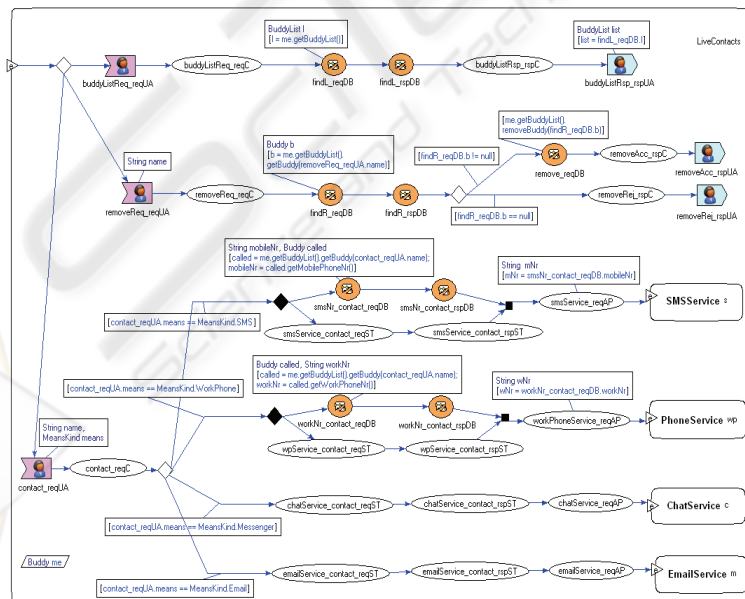 LiveContacts
BuddyList l
[l = me.getBuddyList()]
BuddyList list
[list = findL_reqDB.l]
e
buddyListReq_reqUA
buddyListReq_reqC
findL_reqDB
findL_rspDB
buddyListRsp_rspC
buddyListRsp_rspUA
String name
Buddy b
[b = me.getBuddyList().
getBuddy(removeReq_reqUA.name)]
[me.getBuddyList().
removeBuddy(findR_reqDB.b)]
[findR_reqDB.b != null]
remove_reqDB
removeAcc_rspC
removeAcc_rspUA
removeReq_reqUA
removeReq_reqC
findR_reqDB
findR_rspDB
[findR_reqDB.b == null]
removeRej_rspC
removeRej_rspUA
String mobileNr, Buddy called
[called = me.getBuddyList().getBuddy(contact_reqUA.name);
mobileNr = called.getMobilePhoneNr()]
String mNr
[mNr = smsNr_contact_reqDB.mobileNr]
smsNr_contact_reqDB
smsNr_contact_rspDB
smsService_reqAP
e
SMSService s
[contact_reqUA.means == MeansKind.SMS]
smsService_contact_reqST
smsService_contact_rspST
Buddy called, String workNr
[called = me.getBuddyList().getBuddy(contact_reqUA.name);
workNr = called.getWorkPhoneNr()]
[contact_reqUA.means == MeansKind.WorkPhone]
String wNr
[wNr = workNr_contact_reqDB.workNr]
workNr_contact_reqDB
workNr_contact_rspDB
workPhoneService_reqAP
e
PhoneService wp
wpService_contact_reqST
wpService_contact_rspST
String name,
MeansKind means
contact_reqUA
contact_reqC
chatService_contact_reqST
chatService_contact_rspST
chatService_reqAP
e
ChatService c
[contact_reqUA.means == MeansKind.Messenger]
Buddy me
emailService_contact_reqST
emailService_contact_rspST
emailService_reqAP
e
EmailService m
[contact_reqUA.means == MeansKind.Email]